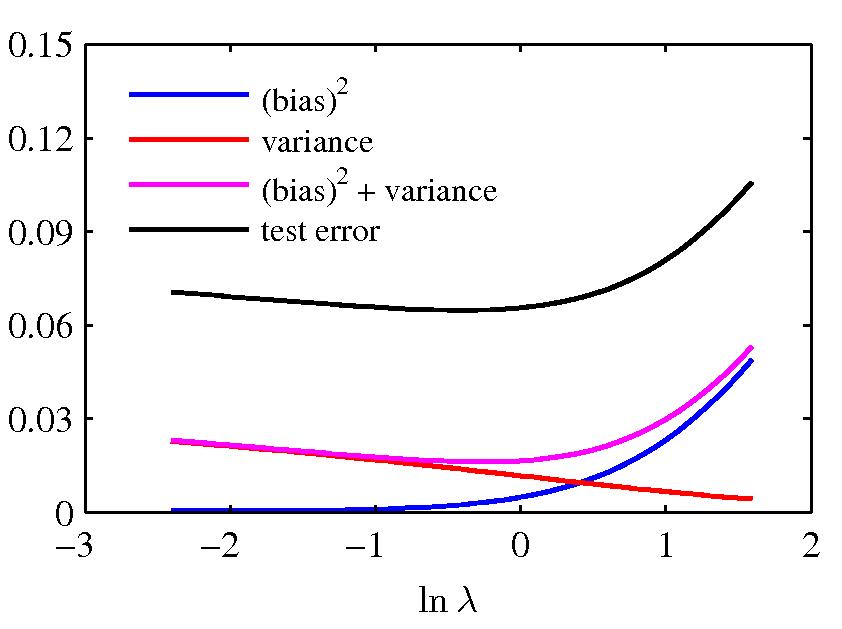 0.15
(bias)²
0.12
variance
(bias)² + variance
0.09
test error
0.06
0.03
0
−3 −2 −1 0 1 2
ln λ